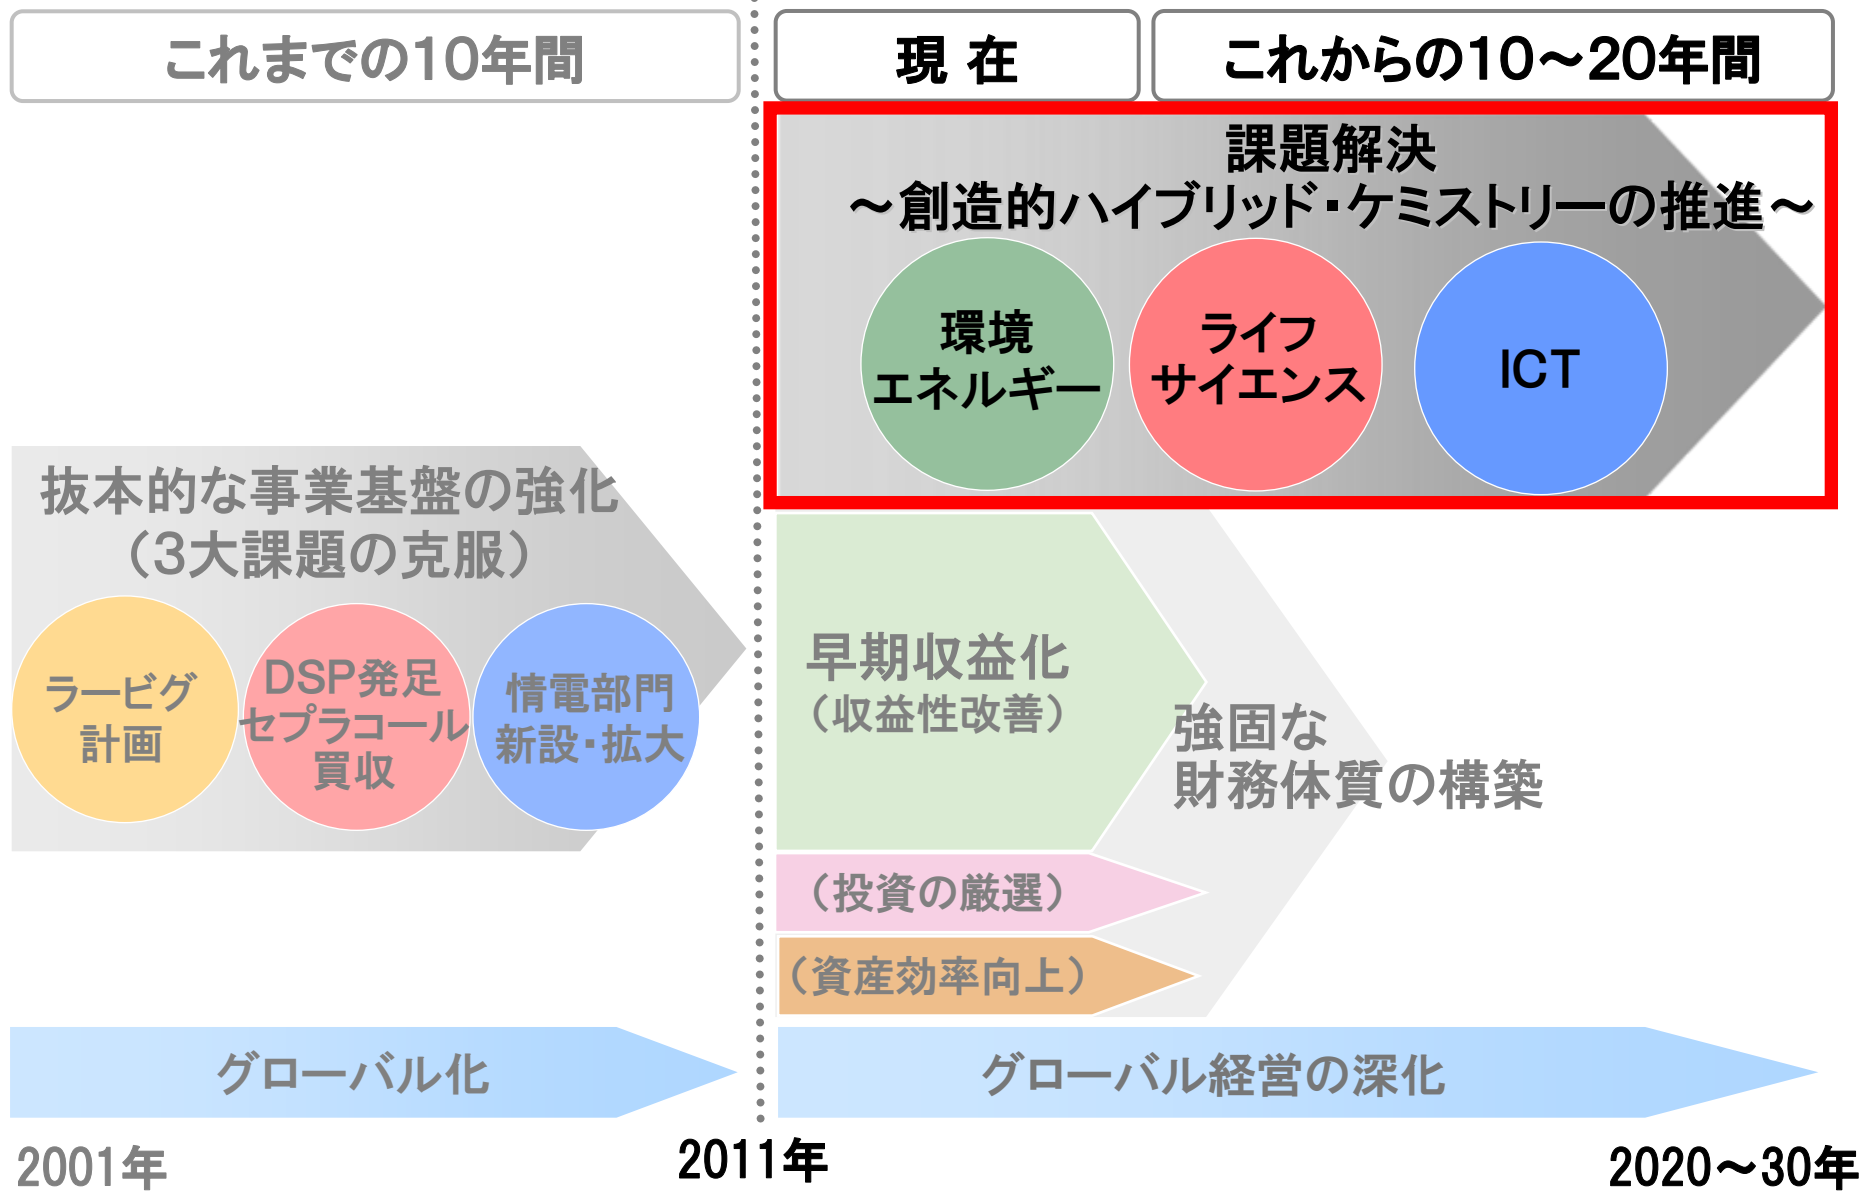 これまでの10年間
現 在
これからの10～20年間
課題解決
～創造的ハイブリッド・ケミストリーの推進～
環境
エネルギー
ライフ
サイエンス
ICT
抜本的な事業基盤の強化
（3大課題の克服）
ラービグ
計画
DSP発足
セプラコール
買収
情電部門
新設・拡大
早期収益化
（収益性改善）
強固な
財務体質の構築
（投資の厳選）
（資産効率向上）
グローバル化
グローバル経営の深化
2001年
2011年
2020～30年